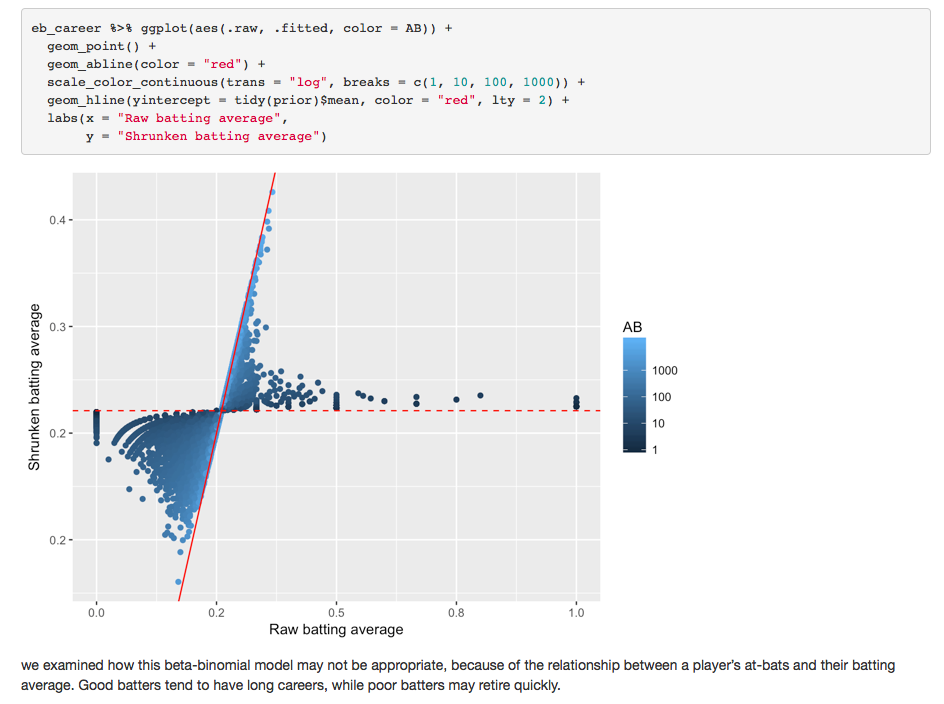 eb_career %>% ggplot(aes(.raw, .fitted, color = AB)) +
geom_point() +
geom_abline(color = "red") +
scale_color_continuous(trans = "log", breaks = c(1, 10, 100, 1000)) +
geom_hline(yintercept = tidy(prior)$mean, color = "red", lty = 2) +
labs(x = "Raw batting average",
y = "Shrunken batting average")
0.4
0.3
0.2
0.2
Shrunken batting average
0.0 0.2 0.5 0.8 1.0
Raw batting average
AB
1000
100
10
1
we examined how this beta-binomial model may not be appropriate, because of the relationship between a player's at-bats and their batting
average. Good batters tend to have long careers, while poor batters may retire quickly.